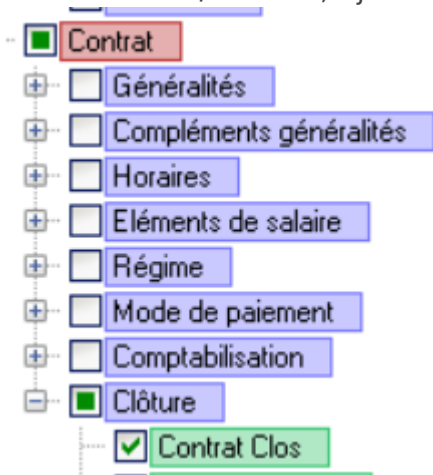 Contrat
Généralités
Compléments généralités
Horaires
Eléments de salaire
Régime
Mode de paiement
Comptabilisation
Clôture
Contrat Clos